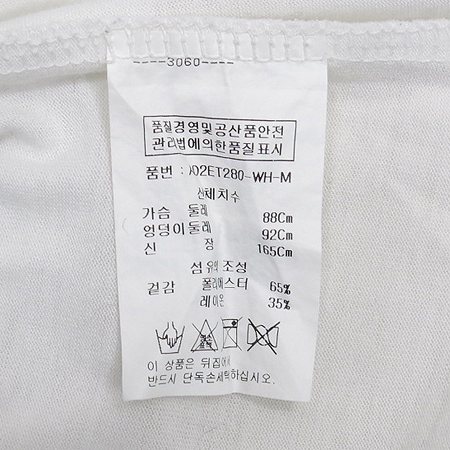 ----3060----
품질경영및공산품안전
관리법에의한품질표시
품번 : )02ET280-WH-M
신체치수
가슴 둘레 88Cm
엉덩이둘레 92Cm
신 장 165Cm
섬유의 조성
겉감 폴리에스터 65%
레이온 35%
이 상품은 뒤집어서
반드시 단독손세탁하십시오.